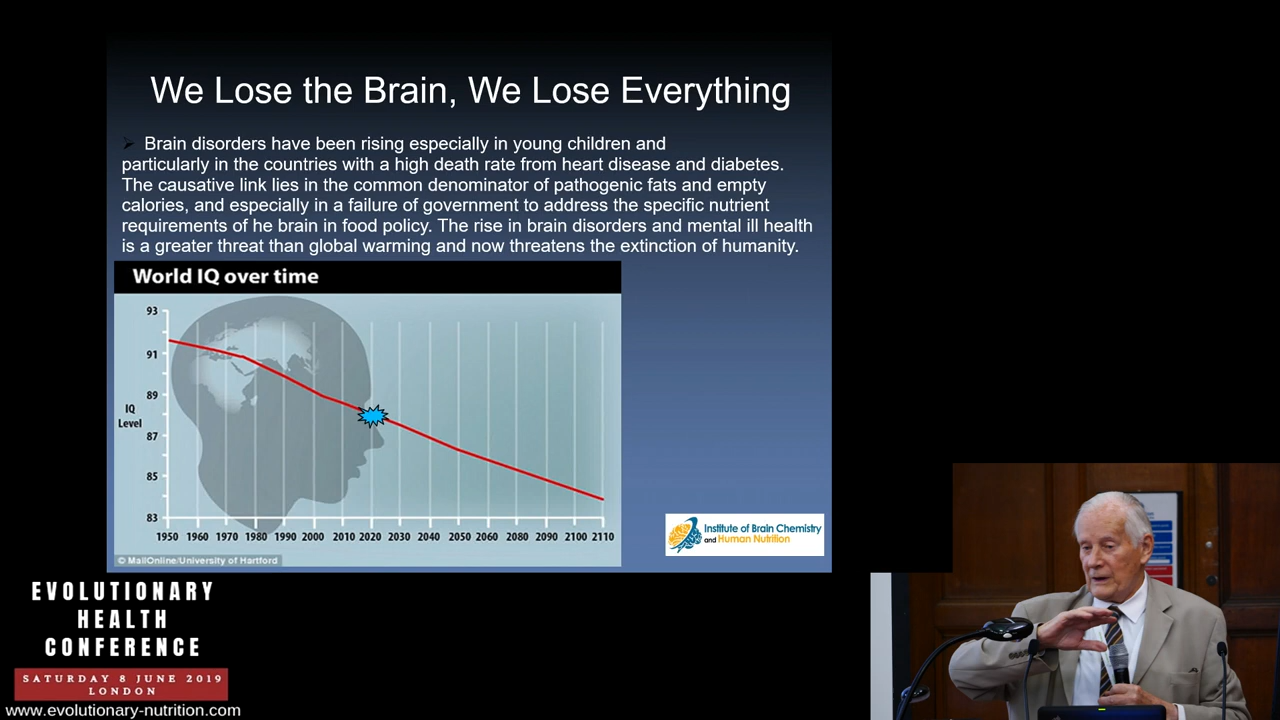 We Lose the Brain, We Lose Everything
Brain disorders have been rising especially in young children and
particularly in the countries with a high death rate from heart disease and diabetes.
The causative link lies in the common denominator of pathogenic fats and empty
calories, and especially in a failure of government to address the specific nutrient
requirements of he brain in food policy. The rise in brain disorders and mental ill health
is a greater threat than global warming and now threatens the extinction of humanity.
World IQ over time
93
91
89
IQ
Level
87
85
83
1950 1960 1970 1980 1990 2000 2010 2020 2030 2040 2050 2060 2070 2080 2090 2100 2110
© MailOnline/University of Hartford
Institute of Brain Chemistry
and Human Nutrition
EVOLUTIONARY
HEALTH
CONFERENCE
SATURDAY 8 JUNE 2019
LONDON
www.evolutionary-nutrition.com